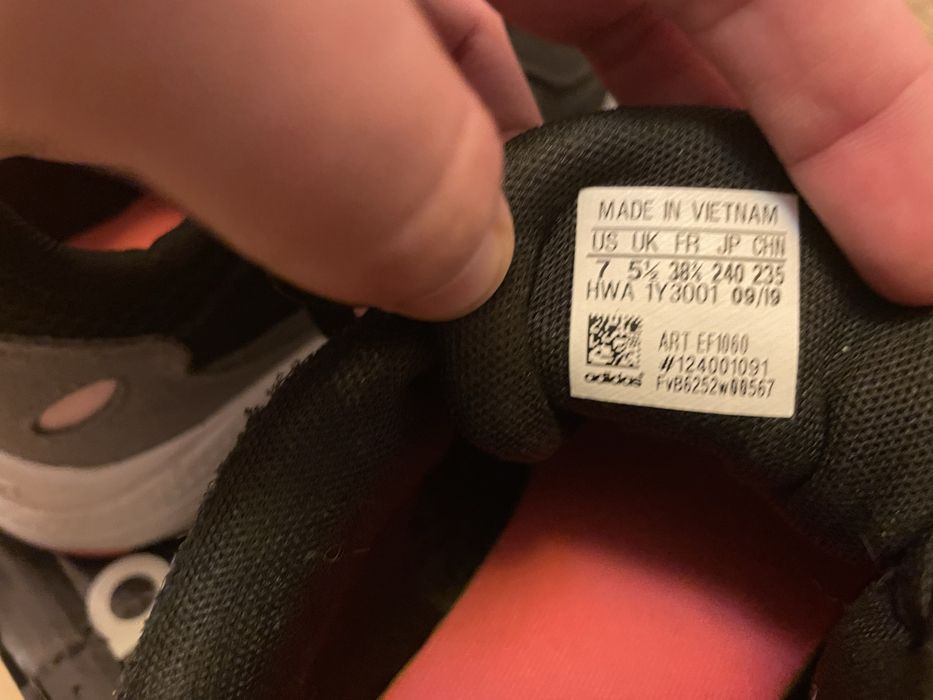 MADE IN VIETNAM
US UK FR JP CHN
7 5½ 38⅔ 240 235
HWA 1Y3001 09/19
ART EF1060
#124001091
adidas FvB6252w00567